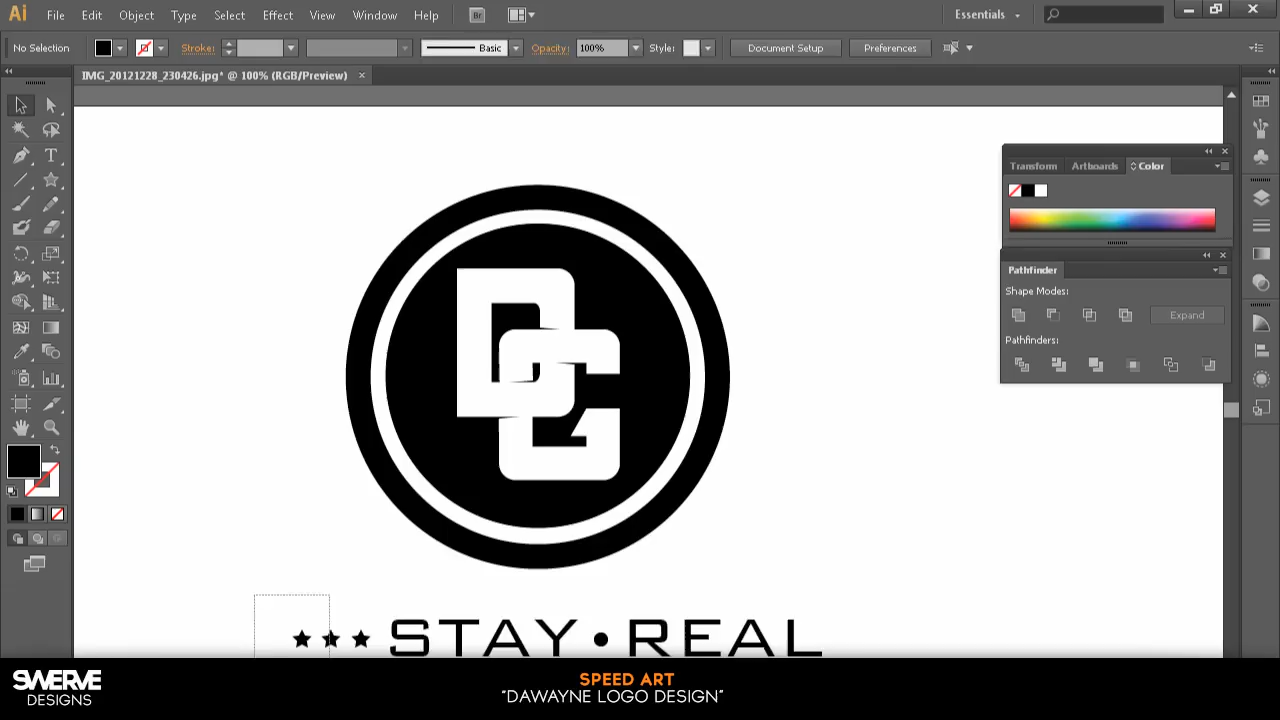 Ai File Edit Object Type Select Effect View Window Help Br Essentials
No Selection Stroke: Basic Opacity: 100% Style: Document Setup Preferences
IMG_20121228_230426.jpg* @ 100% (RGB/Preview) ×
Transform Artboards Color
Pathfinder
Shape Modes:
Expand
Pathfinders:
DG
STAY•REAL
SWERVE
DESIGNS
SPEED ART
“DAWAYNE LOGO DESIGN”